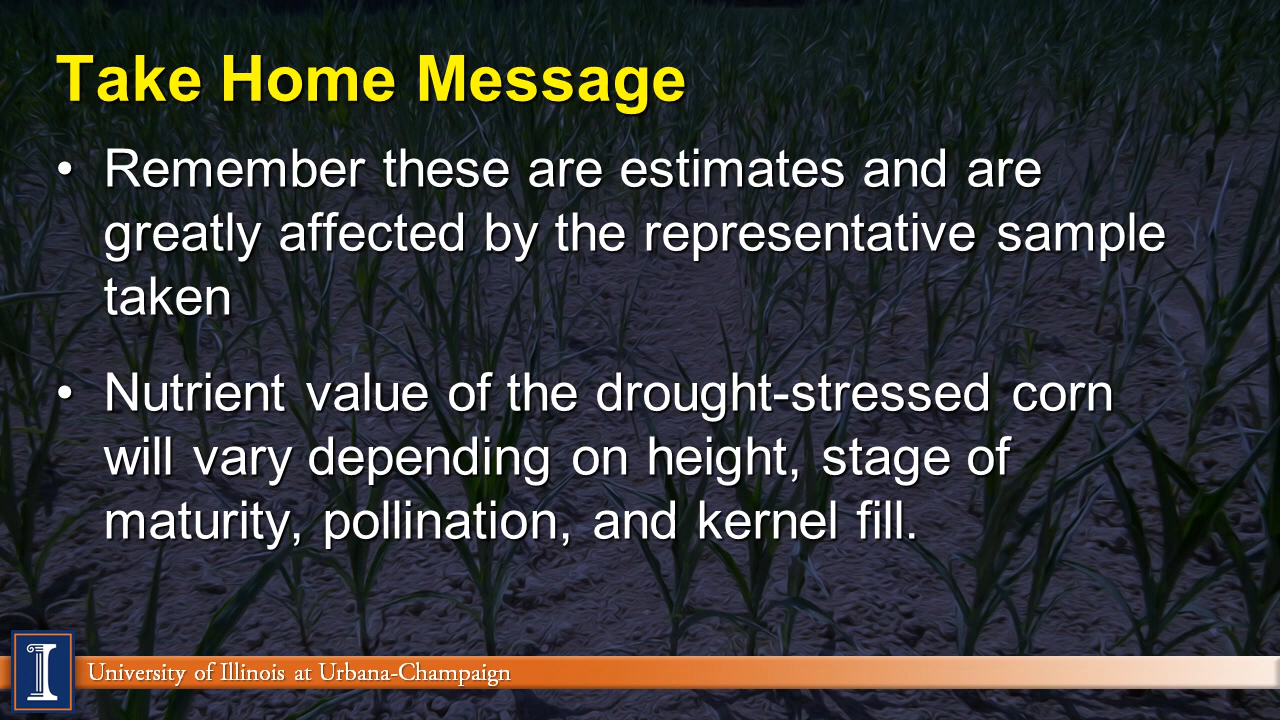 Take Home Message
• Remember these are estimates and are
greatly affected by the representative sample
taken
• Nutrient value of the drought-stressed corn
will vary depending on height, stage of
maturity, pollination, and kernel fill.
I
University of Illinois at Urbana-Champaign